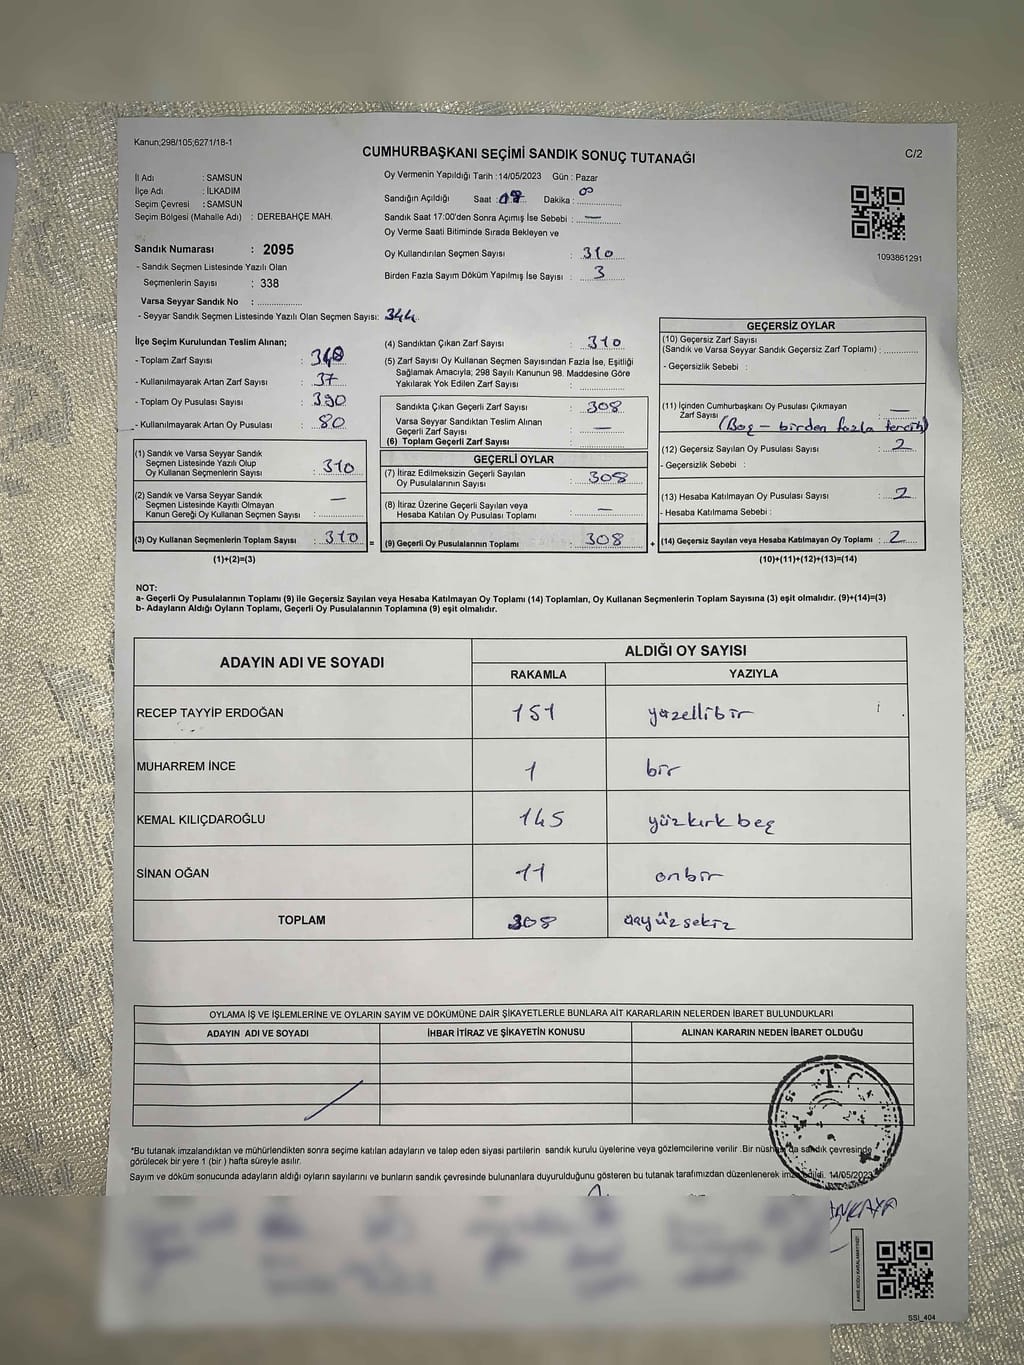 Kanun;298/105;6271/18-1
CUMHURBAŞKANI SEÇİMİ SANDIK SONUÇ TUTANAĞI
C/2
İl Adı : SAMSUN
İlçe Adı : İLKADIM
Seçim Çevresi : SAMSUN
Seçim Bölgesi (Mahalle Adı) : DEREBAHÇE MAH.
Sandık Numarası : 2095
- Sandık Seçmen Listesinde Yazılı Olan
Seçmenlerin Sayısı : 338
Varsa Seyyar Sandık No :
- Seyyar Sandık Seçmen Listesinde Yazılı Olan Seçmen Sayısı: 344
Oy Vermenin Yapıldığı Tarih :14/05/2023 Gün : Pazar
Sandığın Açıldığı Saat : Dakika :
Sandık Saat 17:00'den Sonra Açımış İse Sebebi : —
Oy Verme Saati Bitiminde Sırada Bekleyen ve
Oy Kullandırılan Seçmen Sayısı : 310
Birden Fazla Sayım Döküm Yapılmış İse Sayısı : 3
1093861291
İlçe Seçim Kurulundan Teslim Alınan;
- Toplam Zarf Sayısı :
- Kullanılmayarak Artan Zarf Sayısı : 37
- Toplam Oy Pusulası Sayısı : 390
- Kullanılmayarak Artan Oy Pusulası : 80
(1) Sandık ve Varsa Seyyar Sandık
Seçmen Listesinde Yazılı Olup
Oy Kullanan Seçmenlerin Sayısı : 310
(2) Sandık ve Varsa Seyyar Sandık
Seçmen Listesinde Kayıtlı Olmayan
Kanun Gereği Oy Kullanan Seçmen Sayısı : —
(3) Oy Kullanan Seçmenlerin Toplam Sayısı : 310
(1)+(2)=(3)
(4) Sandıktan Çıkan Zarf Sayısı : 310
(5) Zarf Sayısı Oy Kullanan Seçmen Sayısından Fazla İse, Eşitliği
Sağlamak Amacıyla; 298 Sayılı Kanunun 98. Maddesine Göre
Yakılarak Yok Edilen Zarf Sayısı :
Sandıkta Çıkan Geçerli Zarf Sayısı : 308
Varsa Seyyar Sandıktan Teslim Alınan
Geçerli Zarf Sayısı : —
(6) Toplam Geçerli Zarf Sayısı :
GEÇERLİ OYLAR
(7) İtiraz Edilmeksizin Geçerli Sayılan
Oy Pusulalarının Sayısı : 308
(8) İtiraz Üzerine Geçerli Sayılan veya
Hesaba Katılan Oy Pusulası Toplamı : —
= (9) Geçerli Oy Pusulalarının Toplamı : 308 +
GEÇERSİZ OYLAR
(10) Geçersiz Zarf Sayısı
(Sandık ve Varsa Seyyar Sandık Geçersiz Zarf Toplamı) :
- Geçersizlik Sebebi :
(11) İçinden Cumhurbaşkanı Oy Pusulası Çıkmayan
Zarf Sayısı : —
(Boş – birden fazla tercih)
(12) Geçersiz Sayılan Oy Pusulası Sayısı : 2
- Geçersizlik Sebebi :
(13) Hesaba Katılmayan Oy Pusulası Sayısı : 2
- Hesaba Katılmama Sebebi :
(14) Geçersiz Sayılan veya Hesaba Katılmayan Oy Toplamı : 2
(10)+(11)+(12)+(13)=(14)
NOT:
a- Geçerli Oy Pusulalarının Toplamı (9) ile Geçersiz Sayılan veya Hesaba Katılmayan Oy Toplamı (14) Toplamları, Oy Kullanan Seçmenlerin Toplam Sayısına (3) eşit olmalıdır. (9)+(14)=(3)
b- Adayların Aldığı Oyların Toplamı, Geçerli Oy Pusulalarının Toplamına (9) eşit olmalıdır.
ADAYIN ADI VE SOYADI
ALDIĞI OY SAYISI
RAKAMLA YAZIYLA
RECEP TAYYİP ERDOĞAN 151 yüzellibir
MUHARREM İNCE 1 bir
KEMAL KILIÇDAROĞLU 145 yüzkırkbeş
SİNAN OĞAN 11 onbir
TOPLAM 308 üçyüzsekiz
OYLAMA İŞ VE İŞLEMLERİNE VE OYLARIN SAYIM VE DÖKÜMÜNE DAİR ŞİKAYETLERLE BUNLARA AİT KARARLARIN NELERDEN İBARET BULUNDUKLARI
ADAYIN ADI VE SOYADI İHBAR İTİRAZ VE ŞİKAYETİN KONUSU ALINAN KARARIN NEDEN İBARET OLDUĞU
T.C.
*Bu tutanak imzalandıktan ve mühürlendikten sonra seçime katılan adayların ve talep eden siyasi partilerin sandık kurulu üyelerine veya gözlemcilerine verilir .Bir nüshası da sandık çevresinde
görülecek bir yere 1 (bir ) hafta süreyle asılır.
Sayım ve döküm sonucunda adayların aldığı oyların sayılarını ve bunların sandık çevresinde bulunanlara duyurulduğunu gösteren bu tutanak tarafımızdan düzenlenerek imza edildi. 14/05/2023
SSI_404